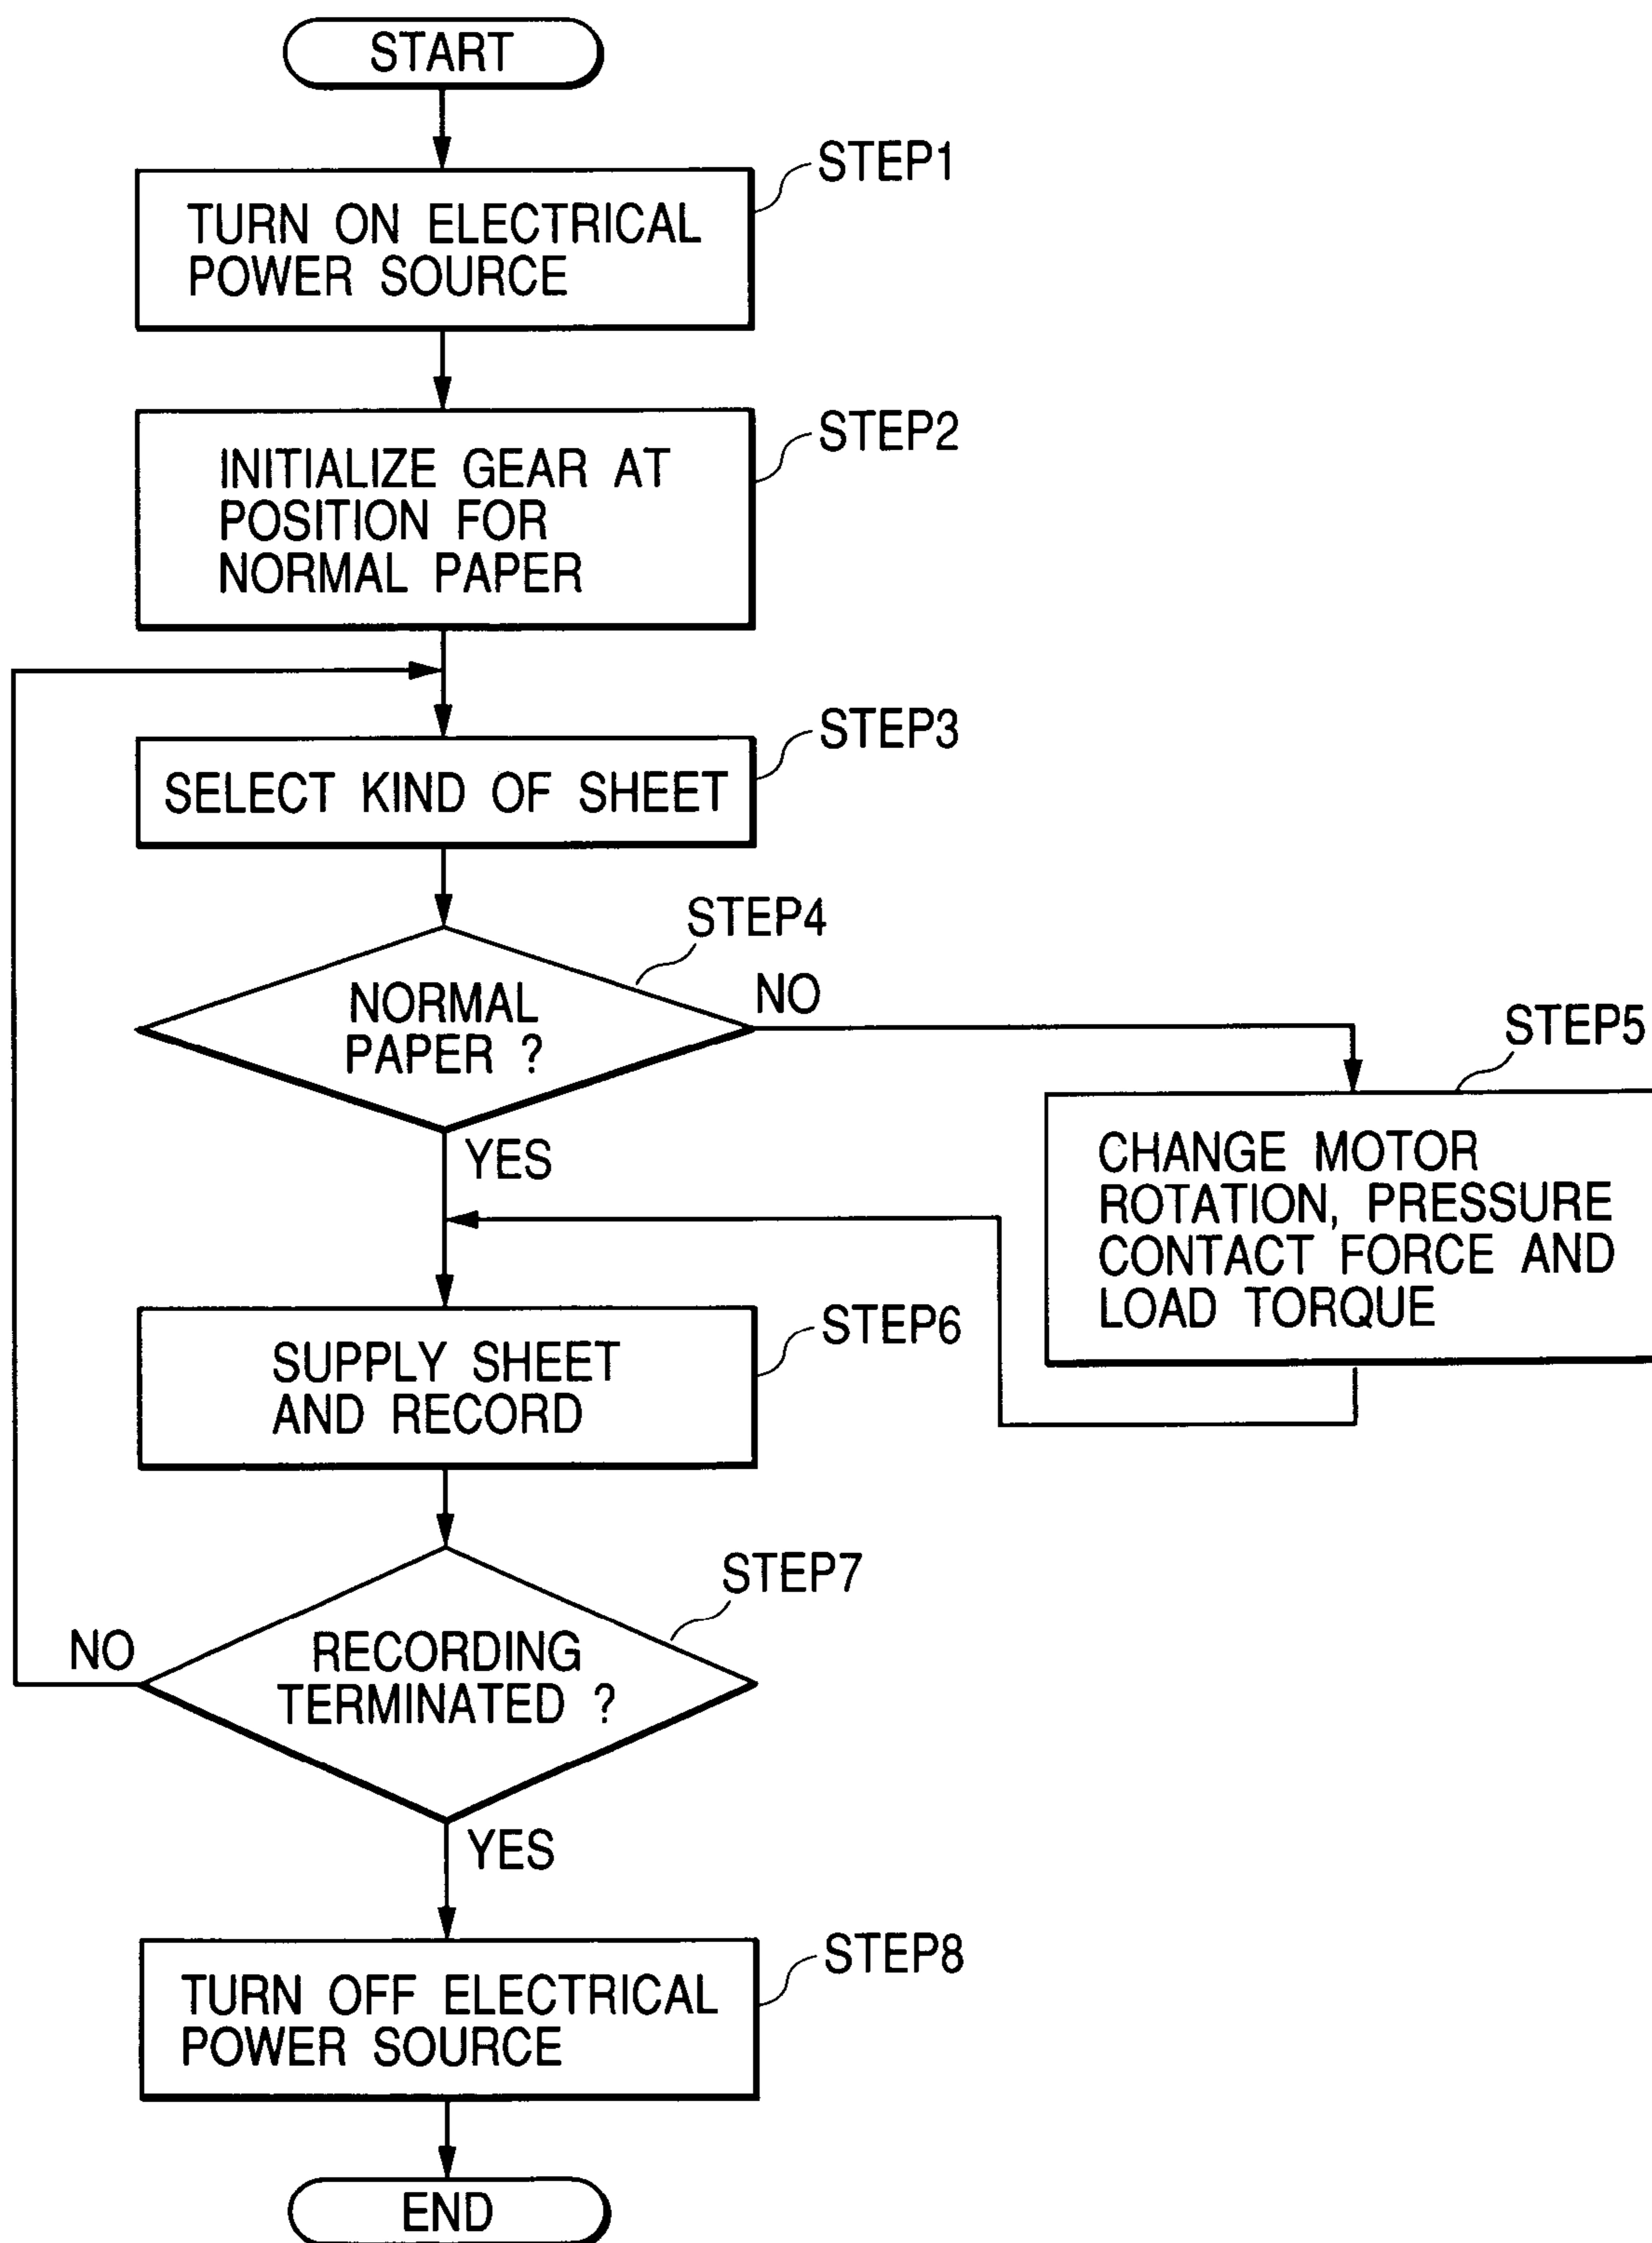 START
STEP1
TURN ON ELECTRICAL
POWER SOURCE
STEP2
INITIALIZE GEAR AT
POSITION FOR
NORMAL PAPER
STEP3
SELECT KIND OF SHEET
STEP4
NORMAL
PAPER ?
NO
YES
STEP5
CHANGE MOTOR
ROTATION, PRESSURE
CONTACT FORCE AND
LOAD TORQUE
STEP6
SUPPLY SHEET
AND RECORD
STEP7
RECORDING
TERMINATED ?
NO
YES
STEP8
TURN OFF ELECTRICAL
POWER SOURCE
END